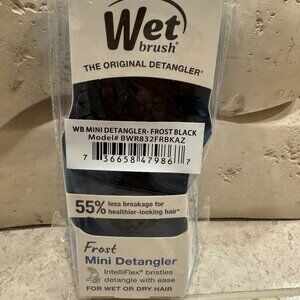 Wet
brush®
THE ORIGINAL DETANGLER®
WB MINI DETANGLER- FROST BLACK
Model# BWR832FRBKAZ
7 36658 47986 7
55% less breakage for
healthier-looking hair*
Frost
Mini Detangler
IntelliFlex® bristles
detangle with ease
FOR WET OR DRY HAIR